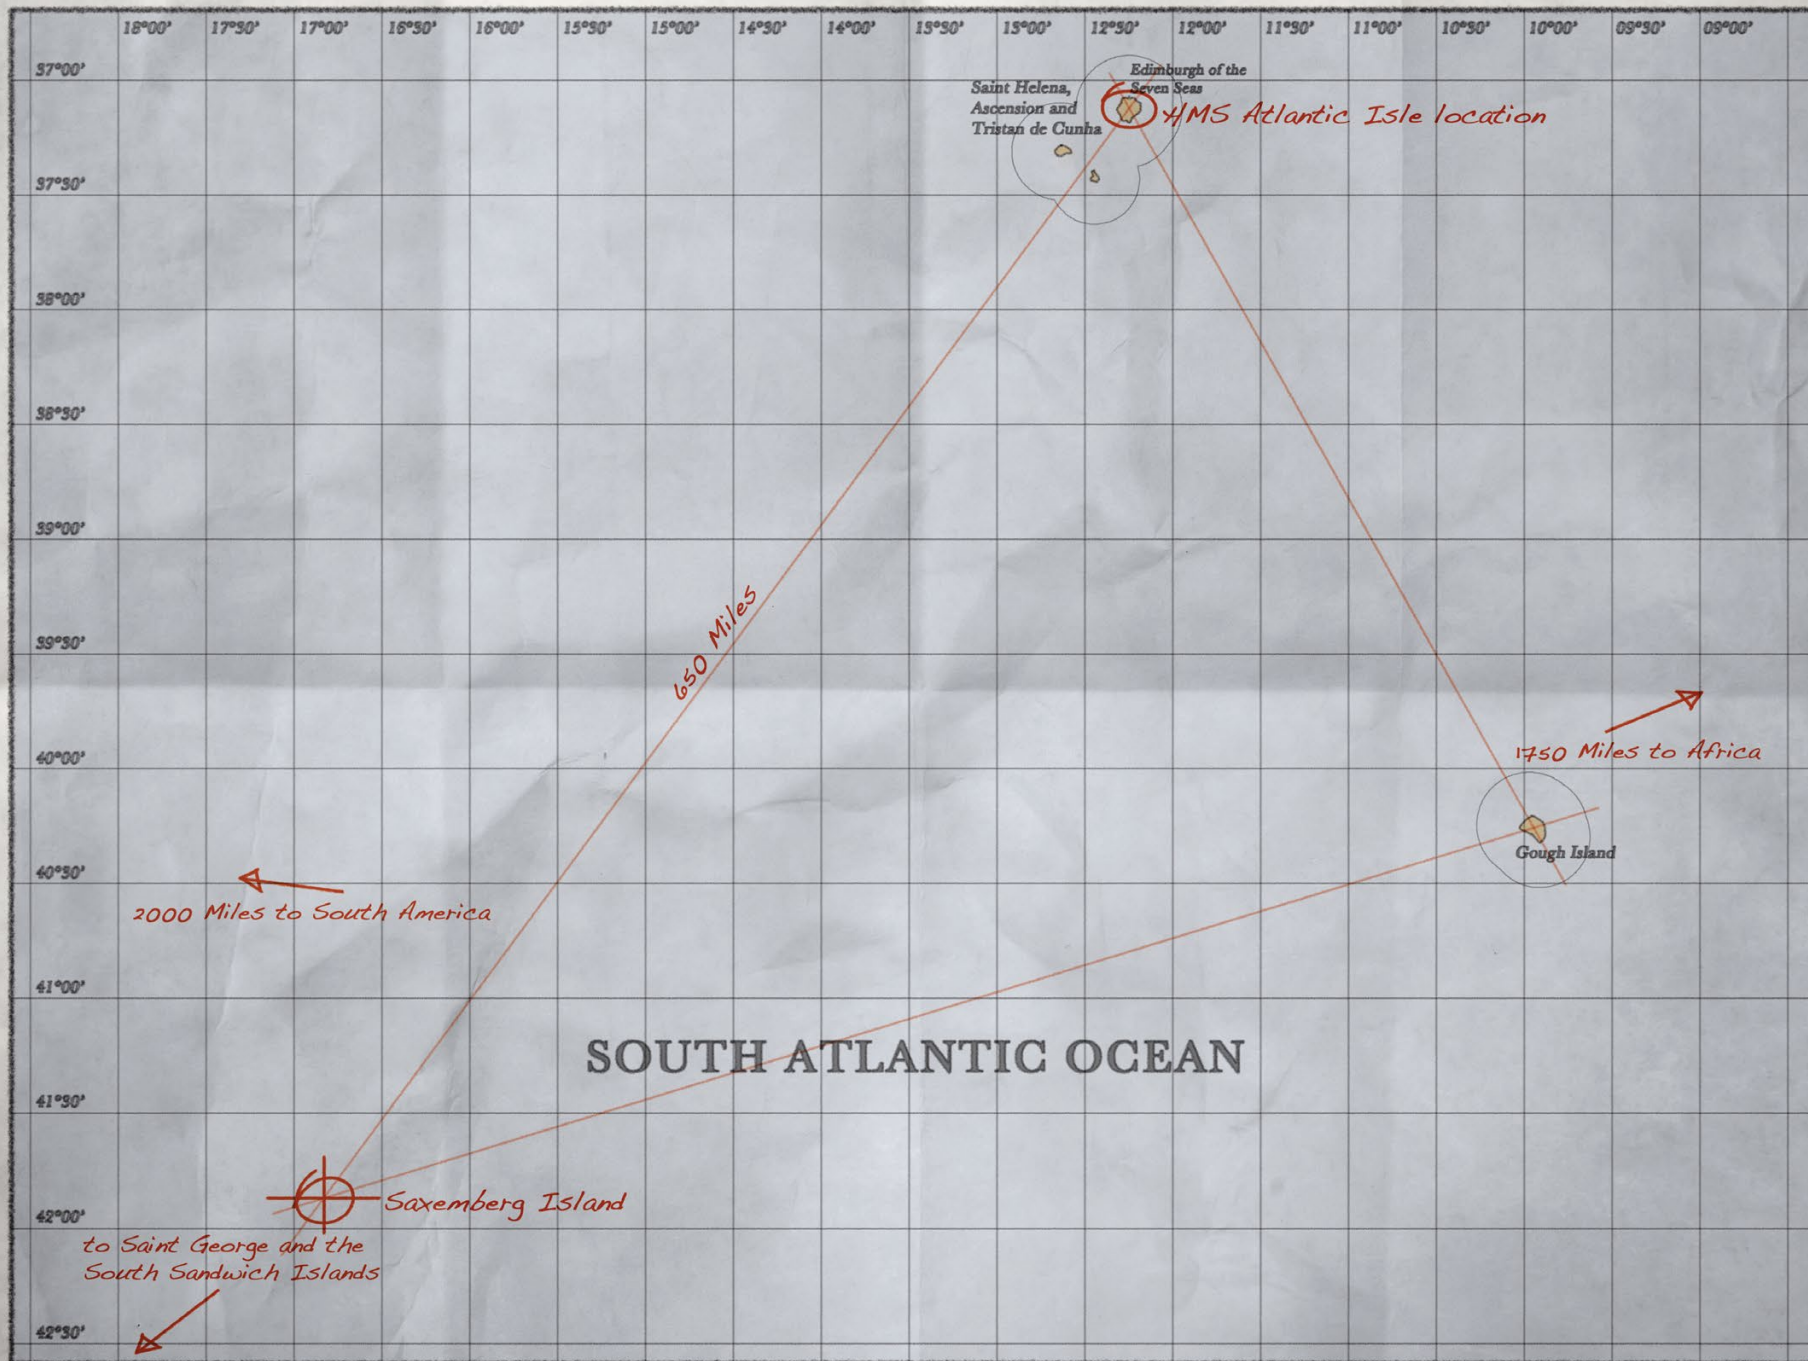 18°00' 17°30' 17°00' 16°30' 16°00' 15°30' 15°00' 14°30' 14°00' 13°30' 13°00' 12°30' 12°00' 11°30' 11°00' 10°30' 10°00' 09°30' 09°00'
37°00'
Edimburgh of the
Seven Seas
Saint Helena,
Ascension and
Tristan de Cunha
HMS Atlantic Isle location
37°30'
38°00'
38°30'
39°00'
650 Miles
39°30'
40°00'
1750 Miles to Africa
Gough Island
40°30'
2000 Miles to South America
41°00'
SOUTH ATLANTIC OCEAN
41°30'
Saxemberg Island
42°00'
to Saint George and the
South Sandwich Islands
42°30'